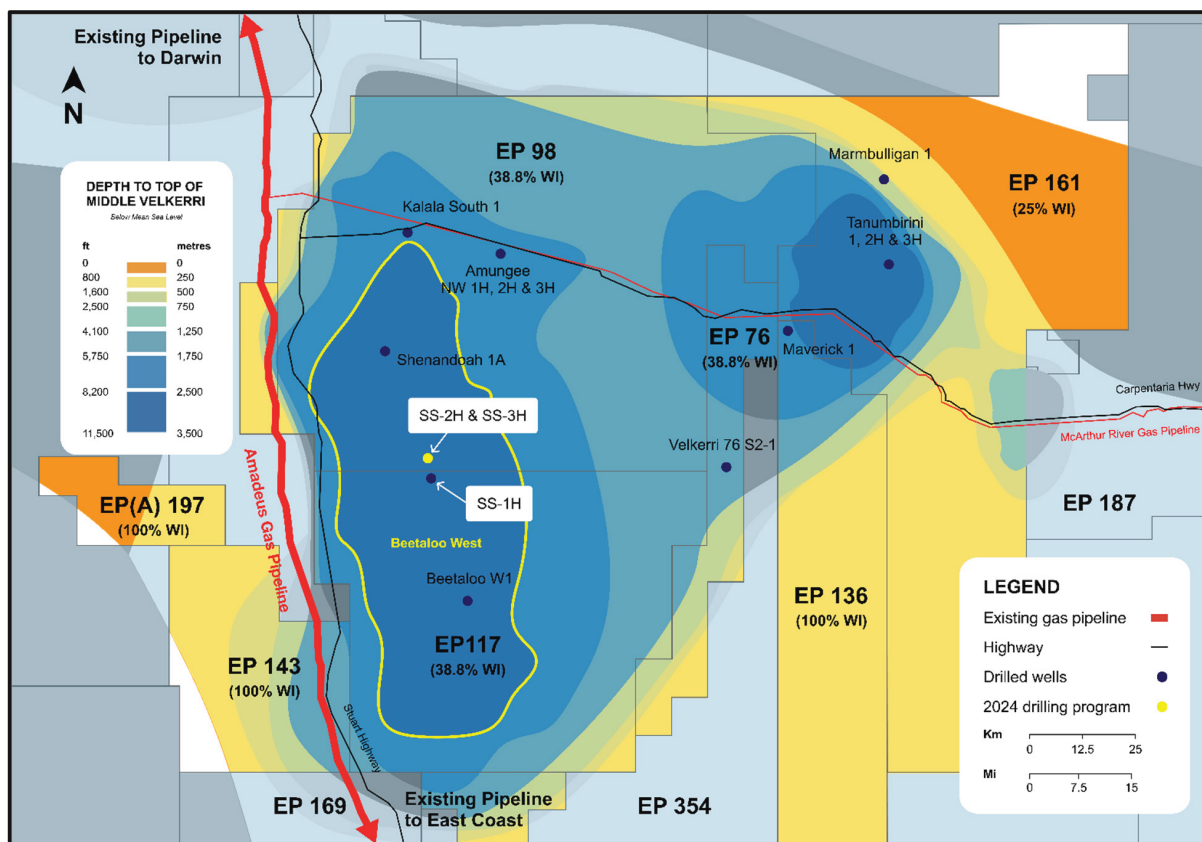 Existing Pipeline
to Darwin
N
DEPTH TO TOP OF
MIDDLE VELKERRI
Below Mean Sea Level
ft metres
0 0
800 250
1,600 500
2,500 750
4,100 1,250
5,750 1,750
8,200 2,500
11,500 3,500
EP 98
(38.8% WI)
Marmbulligan 1
EP 161
(25% WI)
Kalala South 1
Tanumbirini
1, 2H & 3H
Amungee
NW 1H, 2H & 3H
EP 76
(38.8% WI)
Maverick 1
Shenandoah 1A
Carpentaria Hwy
McArthur River Gas Pipeline
SS-2H & SS-3H
Velkerri 76 S2-1
SS-1H
EP 187
EP(A) 197
(100% WI)
Amadeus Gas Pipeline
Beetaloo West
Beetaloo W1
EP117
(38.8% WI)
EP 136
(100% WI)
EP 143
(100% WI)
Stuart Highway
EP 169
Existing Pipeline
to East Coast
EP 354
LEGEND
Existing gas pipeline
Highway
Drilled wells
2024 drilling program
Km
0 12.5 25
Mi
0 7.5 15